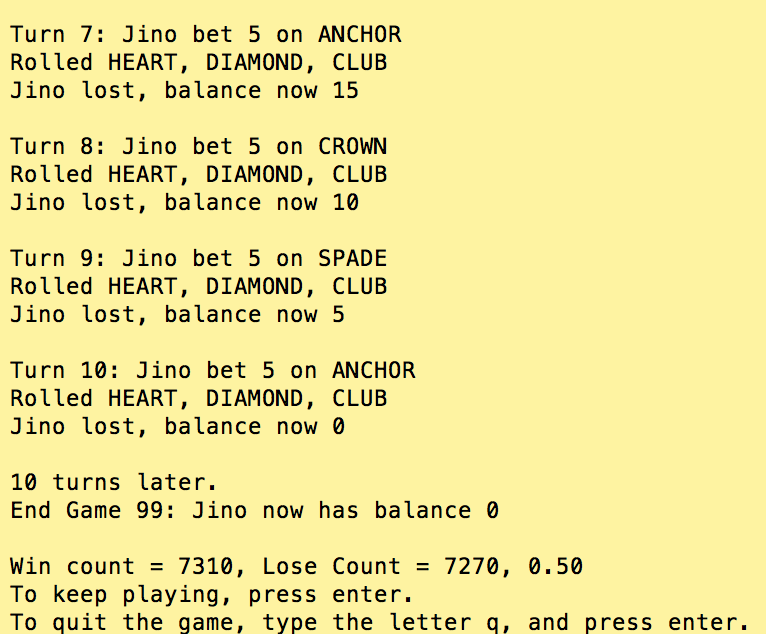 Turn 7: Jino bet 5 on ANCHOR
Rolled HEART, DIAMOND, CLUB
Jino lost, balance now 15
Turn 8: Jino bet 5 on CROWN
Rolled HEART, DIAMOND, CLUB
Jino lost, balance now 10
Turn 9: Jino bet 5 on SPADE
Rolled HEART, DIAMOND, CLUB
Jino lost, balance now 5
Turn 10: Jino bet 5 on ANCHOR
Rolled HEART, DIAMOND, CLUB
Jino lost, balance now 0
10 turns later.
End Game 99: Jino now has balance 0
Win count = 7310, Lose Count = 7270, 0.50
To keep playing, press enter.
To quit the game, type the letter q, and press enter.